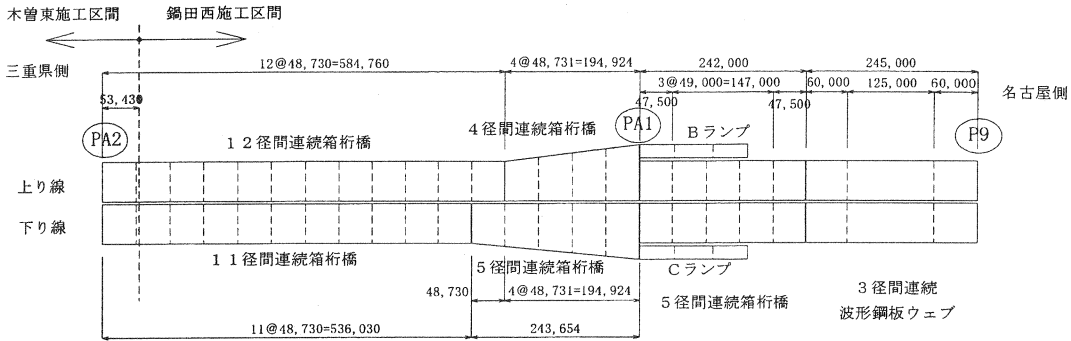 木曽東施工区間
鍋田西施工区間
三重県側
12@48,730=584,760
4@48,731=194,924
242,000
245,000
53,430
3@49,000=147,000
60,000
125,000
60,000
名古屋側
47,500
47,500
PA2
PA1
P9
12径間連続箱桁橋
4径間連続箱桁橋
Bランプ
上り線
下り線
11径間連続箱桁橋
5径間連続箱桁橋
Cランプ
48,730
4@48,731=194,924
5径間連続箱桁橋
3径間連続
波形鋼板ウェブ
11@48,730=536,030
243,654